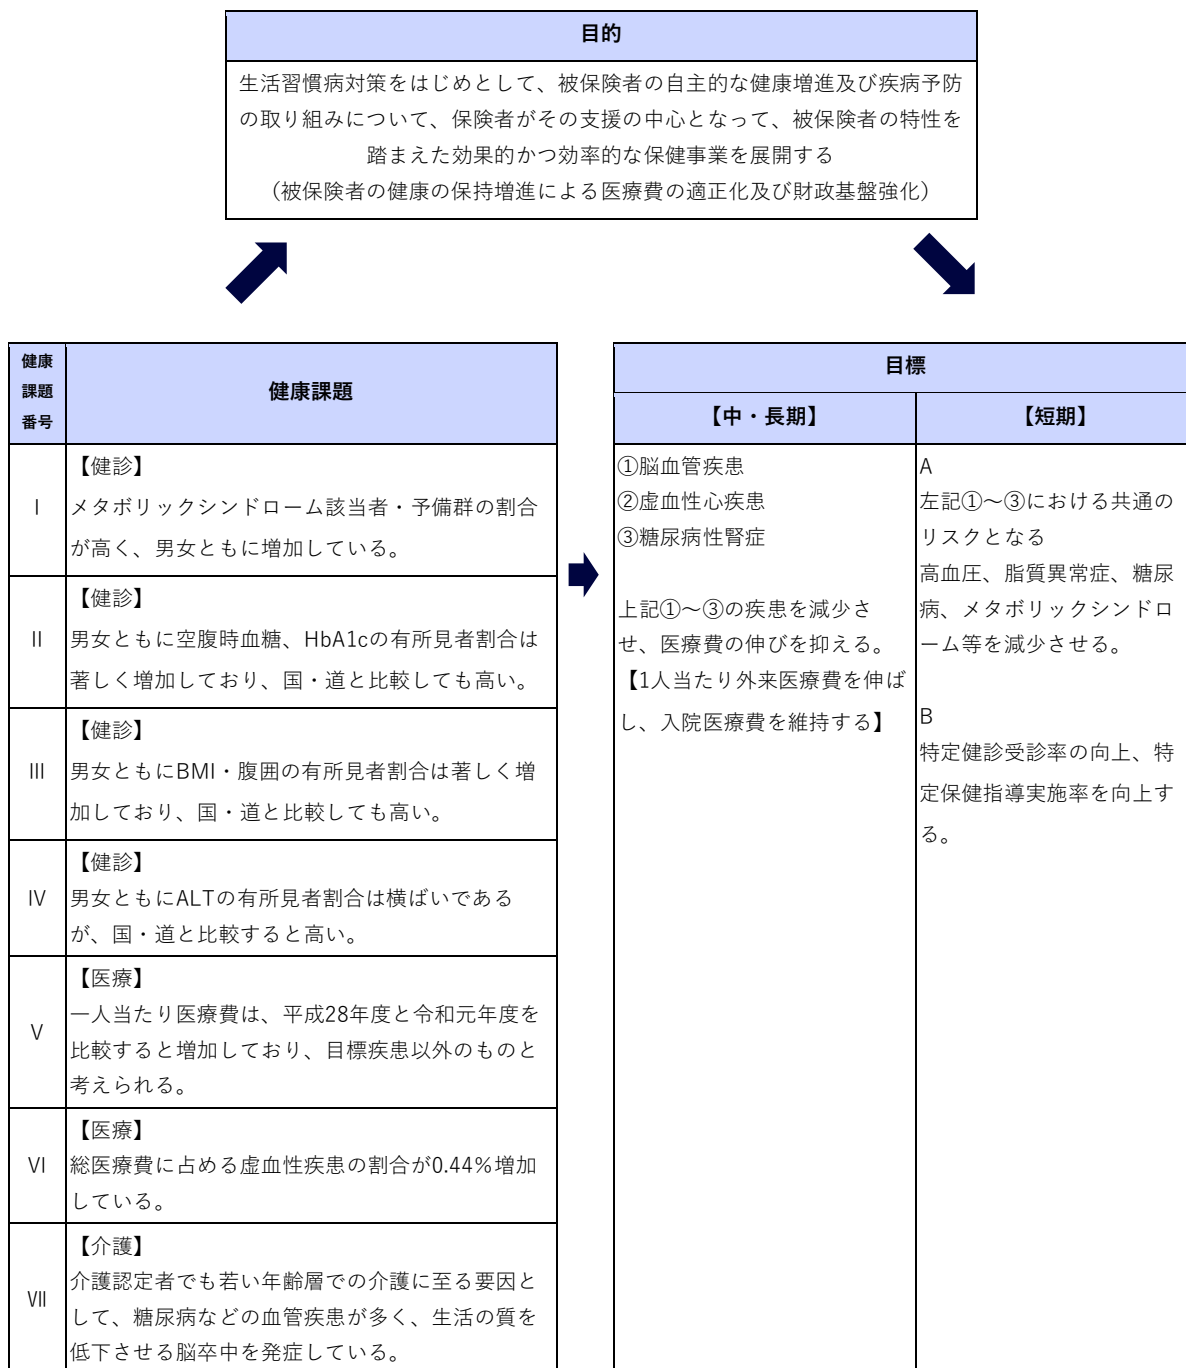 目的
生活習慣病対策をはじめとして、被保険者の自主的な健康増進及び疾病予防
の取り組みについて、保険者がその支援の中心となって、被保険者の特性を
踏まえた効果的かつ効率的な保健事業を展開する
（被保険者の健康の保持増進による医療費の適正化及び財政基盤強化）
健康
課題
番号
健康課題
Ⅰ
【健診】
メタボリックシンドローム該当者・予備群の割合
が高く、男女ともに増加している。
Ⅱ
【健診】
男女ともに空腹時血糖、HbA1cの有所見者割合は
著しく増加しており、国・道と比較しても高い。
Ⅲ
【健診】
男女ともにBMI・腹囲の有所見者割合は著しく増
加しており、国・道と比較しても高い。
Ⅳ
【健診】
男女ともにALTの有所見者割合は横ばいである
が、国・道と比較すると高い。
Ⅴ
【医療】
一人当たり医療費は、平成28年度と令和元年度を
比較すると増加しており、目標疾患以外のものと
考えられる。
Ⅵ
【医療】
総医療費に占める虚血性疾患の割合が0.44％増加
している。
Ⅶ
【介護】
介護認定者でも若い年齢層での介護に至る要因と
して、糖尿病などの血管疾患が多く、生活の質を
低下させる脳卒中を発症している。
目標
【中・長期】
①脳血管疾患
②虚血性心疾患
③糖尿病性腎症
上記①～③の疾患を減少さ
せ、医療費の伸びを抑える。
【1人当たり外来医療費を伸ば
し、入院医療費を維持する】
【短期】
A
左記①～③における共通の
リスクとなる
高血圧、脂質異常症、糖尿
病、メタボリックシンドロ
ーム等を減少させる。
B
特定健診受診率の向上、特
定保健指導実施率を向上す
る。